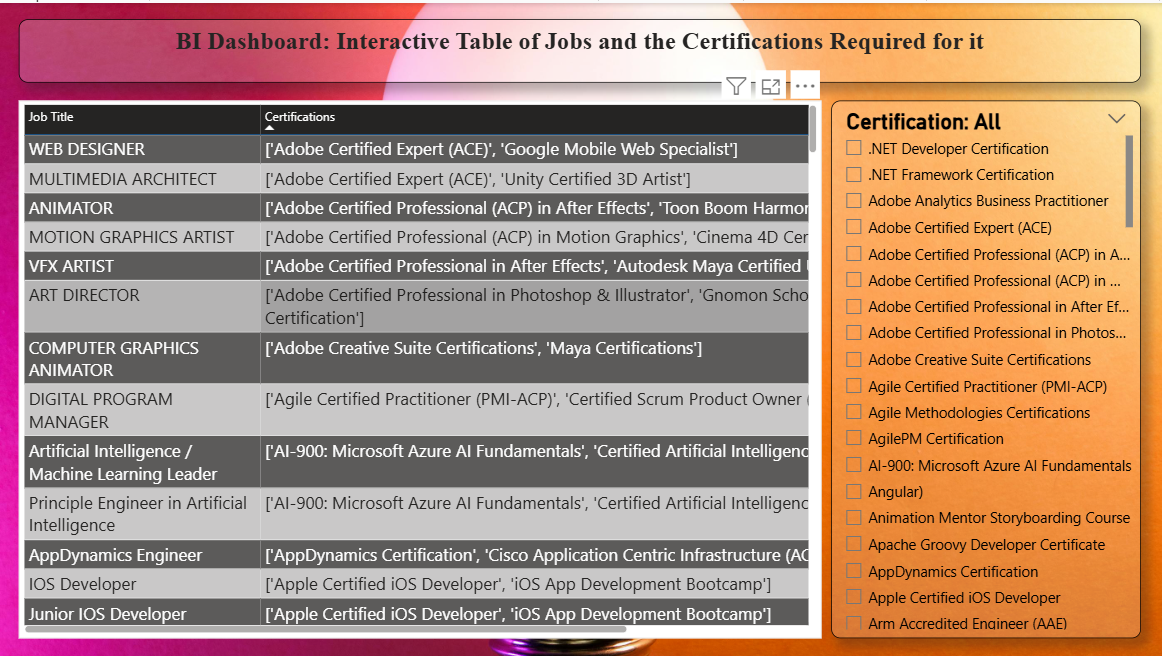 BI Dashboard: Interactive Table of Jobs and the Certifications Required for it
Job Title
Certifications
WEB DESIGNER
['Adobe Certified Expert (ACE)', 'Google Mobile Web Specialist']
MULTIMEDIA ARCHITECT
['Adobe Certified Expert (ACE)', 'Unity Certified 3D Artist']
ANIMATOR
['Adobe Certified Professional (ACP) in After Effects', 'Toon Boom Harmor
MOTION GRAPHICS ARTIST
['Adobe Certified Professional (ACP) in Motion Graphics', 'Cinema 4D Cer
VFX ARTIST
['Adobe Certified Professional in After Effects', 'Autodesk Maya Certified
ART DIRECTOR
['Adobe Certified Professional in Photoshop & Illustrator', 'Gnomon Scho
Certification']
COMPUTER GRAPHICS
ANIMATOR
['Adobe Creative Suite Certifications', 'Maya Certifications']
DIGITAL PROGRAM
MANAGER
['Agile Certified Practitioner (PMI-ACP)', 'Certified Scrum Product Owner (
Artificial Intelligence /
Machine Learning Leader
['AI-900: Microsoft Azure AI Fundamentals', 'Certified Artificial Intelligenc
Principle Engineer in Artificial
Intelligence
['AI-900: Microsoft Azure AI Fundamentals', 'Certified Artificial Intelligenc
AppDynamics Engineer
['AppDynamics Certification', 'Cisco Application Centric Infrastructure (AC
IOS Developer
['Apple Certified iOS Developer', 'iOS App Development Bootcamp']
Junior IOS Developer
['Apple Certified iOS Developer', 'iOS App Development Bootcamp']
Certification: All
.NET Developer Certification
.NET Framework Certification
Adobe Analytics Business Practitioner
Adobe Certified Expert (ACE)
Adobe Certified Professional (ACP) in A...
Adobe Certified Professional (ACP) in ...
Adobe Certified Professional in After Ef...
Adobe Certified Professional in Photos...
Adobe Creative Suite Certifications
Agile Certified Practitioner (PMI-ACP)
Agile Methodologies Certifications
AgilePM Certification
AI-900: Microsoft Azure AI Fundamentals
Angular)
Animation Mentor Storyboarding Course
Apache Groovy Developer Certificate
AppDynamics Certification
Apple Certified iOS Developer
Arm Accredited Engineer (AAE)